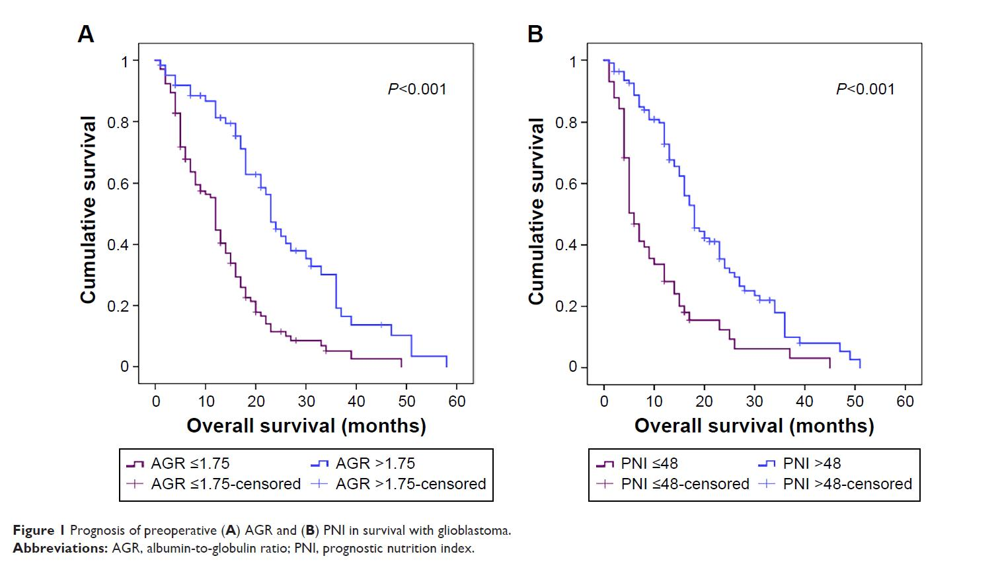 A
1
0.8
0.6
0.4
0.2
0
Cumulative survival
P<0.001
0 10 20 30 40 50 60
Overall survival (months)
AGR ≤1.75 AGR >1.75
AGR ≤1.75-censored AGR >1.75-censored
B
1
0.8
0.6
0.4
0.2
0
Cumulative survival
P<0.001
0 10 20 30 40 50 60
Overall survival (months)
PNI ≤48 PNI >48
PNI ≤48-censored PNI >48-censored
Figure 1 Prognosis of preoperative (A) AGR and (B) PNI in survival with glioblastoma.
Abbreviations: AGR, albumin-to-globulin ratio; PNI, prognostic nutrition index.